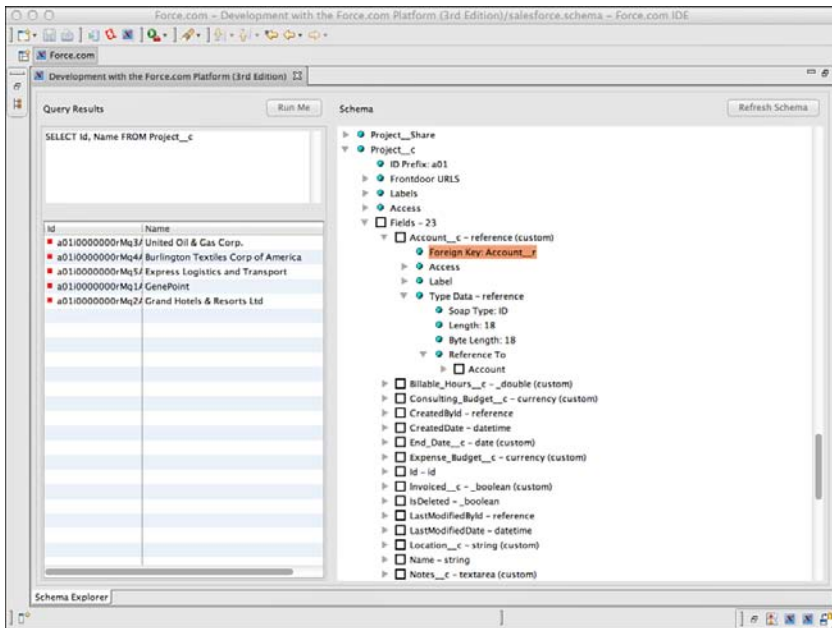 Force.com – Development with the Force.com Platform (3rd Edition)/salesforce.schema – Force.com IDE
Force.com
Development with the Force.com Platform (3rd Edition)
Query Results
Run Me
SELECT Id, Name FROM Project__c
Id Name
a01i0000000rMq3A United Oil & Gas Corp.
a01i0000000rMq4A Burlington Textiles Corp of America
a01i0000000rMq5A Express Logistics and Transport
a01i0000000rMq1A GenePoint
a01i0000000rMq2A Grand Hotels & Resorts Ltd
Schema
Refresh Schema
Project__Share
Project__c
ID Prefix: a01
Frontdoor URLS
Labels
Access
Fields – 23
Account__c – reference (custom)
Foreign Key: Account__r
Access
Label
Type Data – reference
Soap Type: ID
Length: 18
Byte Length: 18
Reference To
Account
Billable_Hours__c – _double (custom)
Consulting_Budget__c – currency (custom)
CreatedById – reference
CreatedDate – datetime
End_Date__c – date (custom)
Expense_Budget__c – currency (custom)
Id – id
Invoiced__c – _boolean (custom)
IsDeleted – _boolean
LastModifiedById – reference
LastModifiedDate – datetime
Location__c – string (custom)
Name – string
Notes__c – textarea (custom)
Schema Explorer